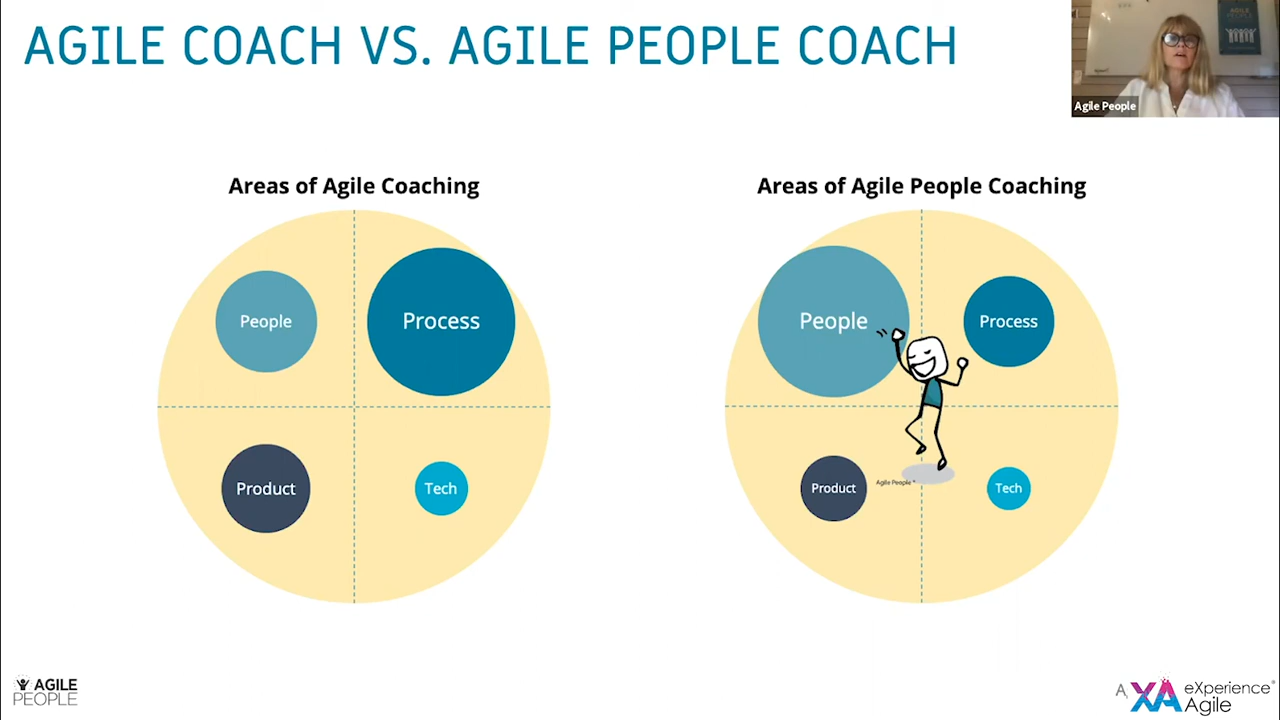 AGILE COACH VS. AGILE PEOPLE COACH
Agile People
Areas of Agile Coaching
People
Process
Product
Tech
Areas of Agile People Coaching
People
Process
Product
Agile People
Tech
AGILE
PEOPLE
A
XA
eXperience®
Agile